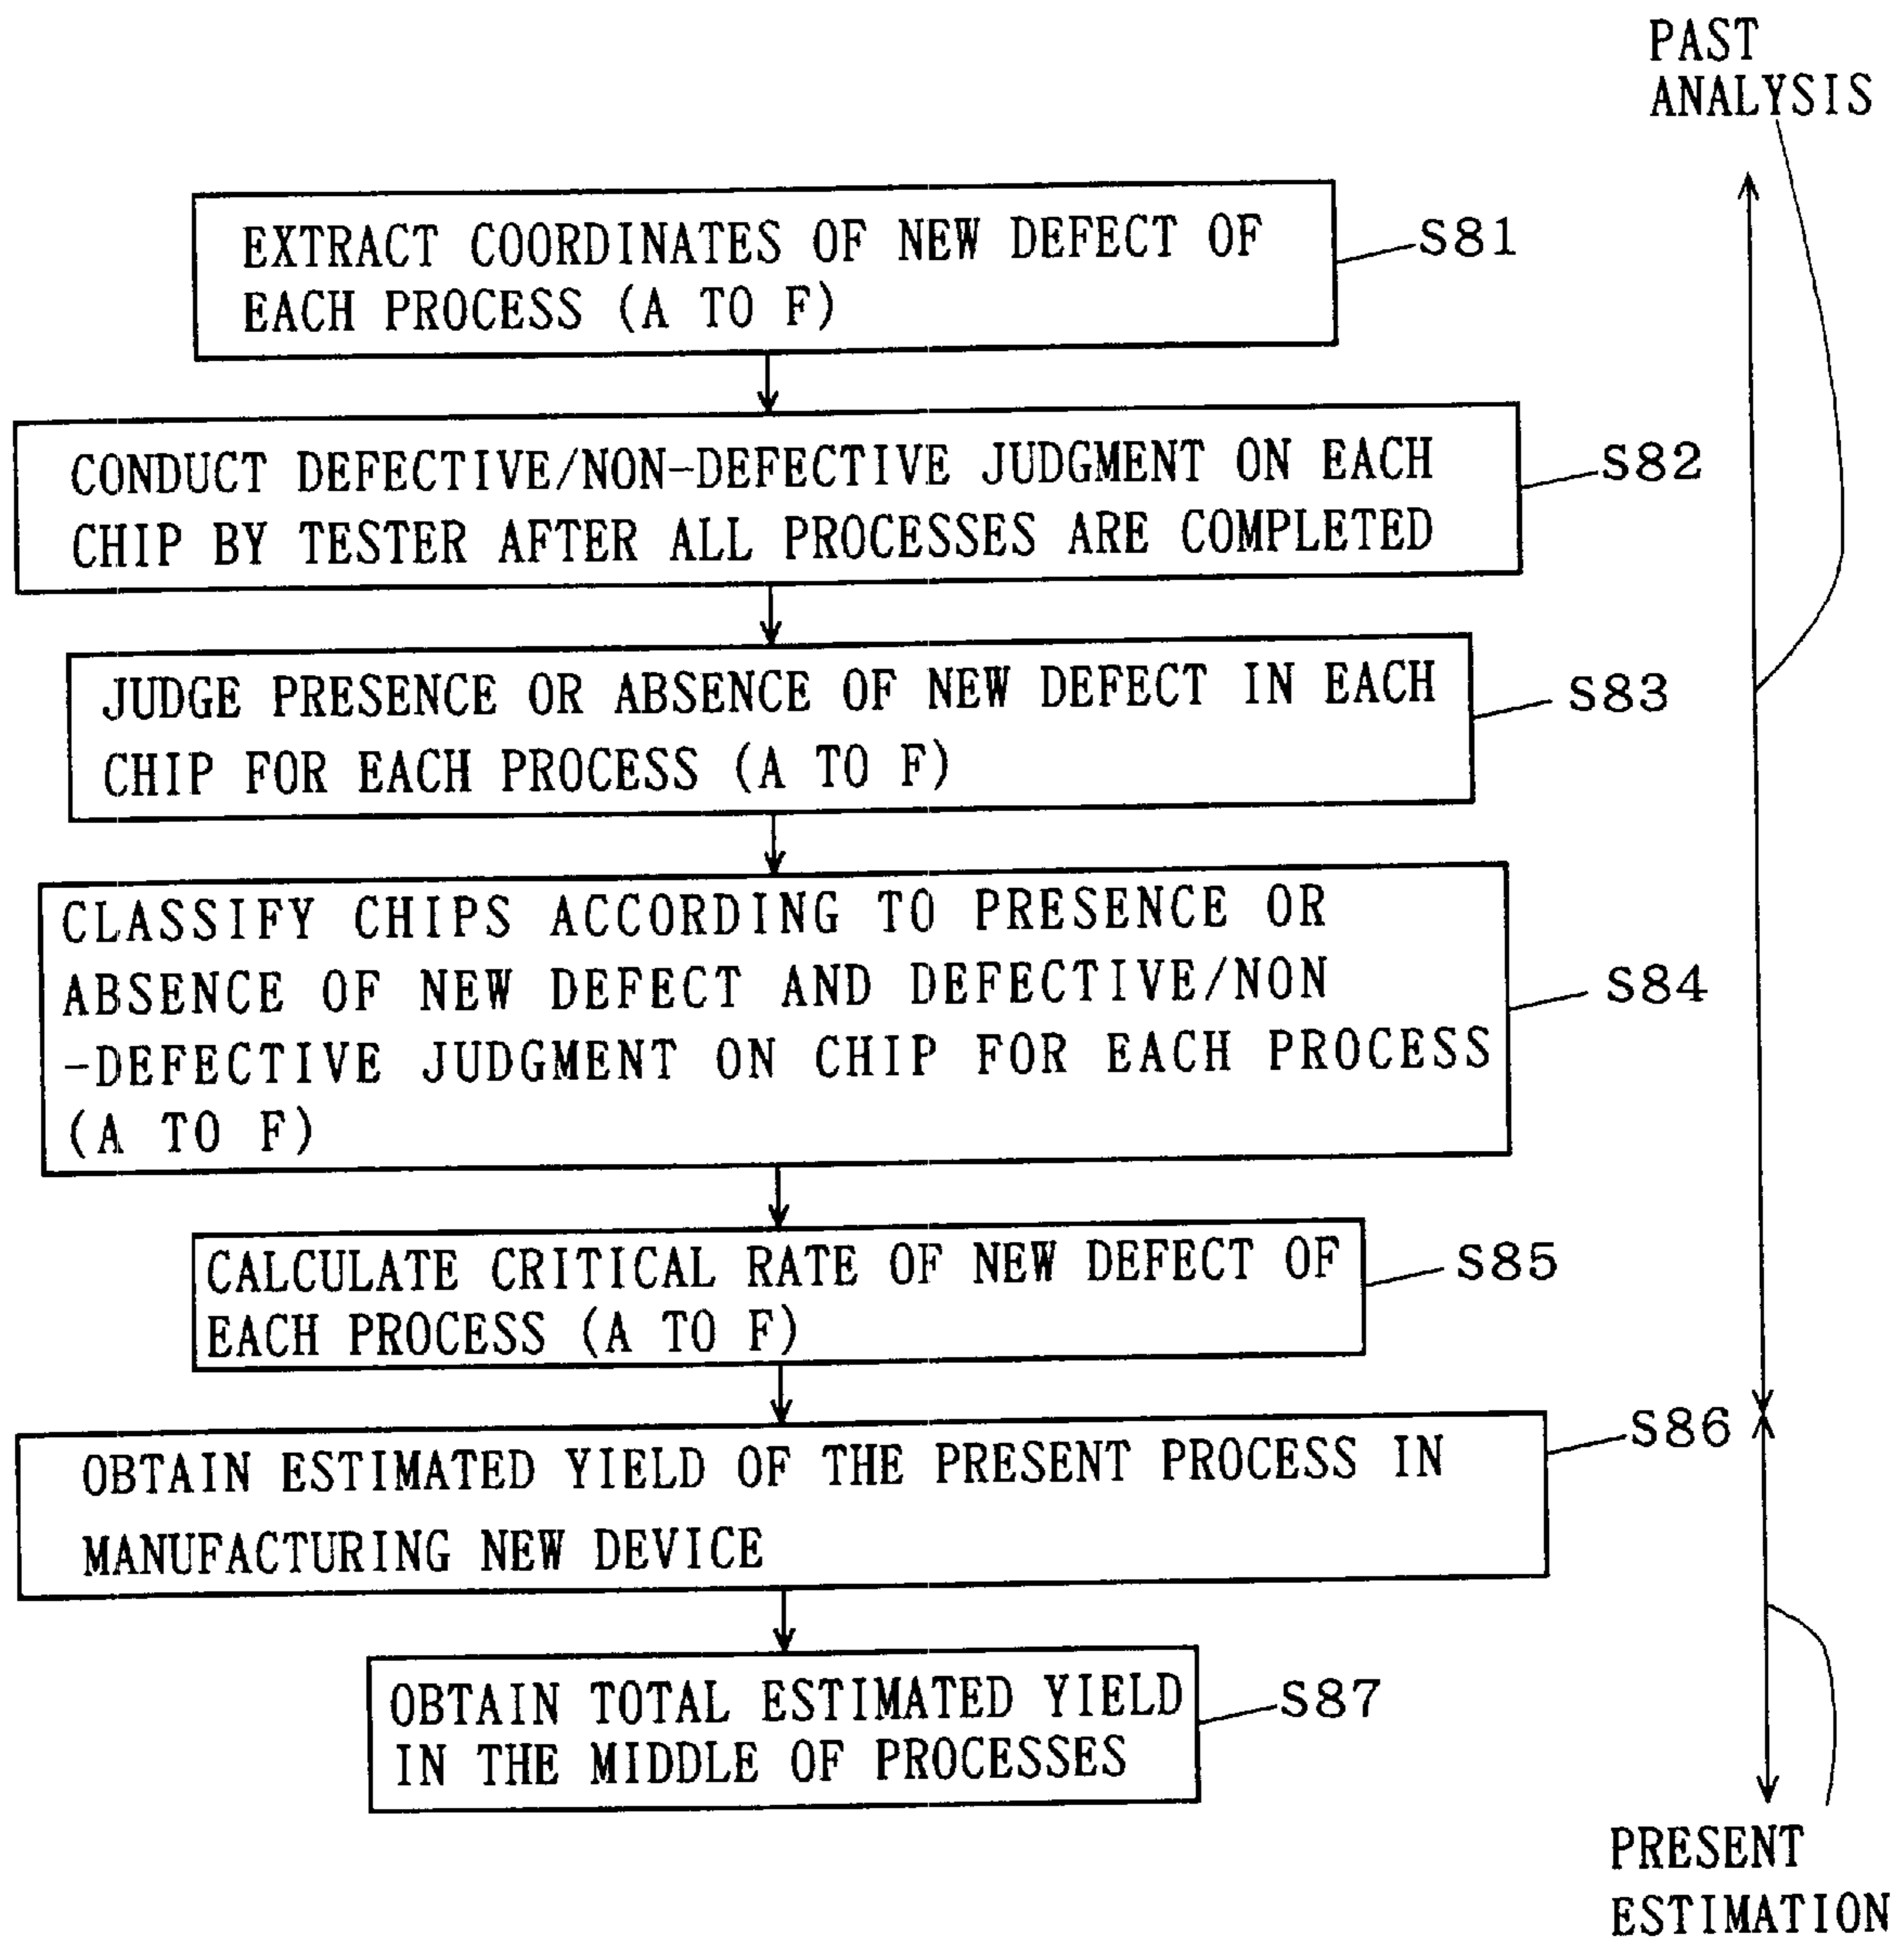 PAST
ANALYSIS
EXTRACT COORDINATES OF NEW DEFECT OF
EACH PROCESS (A TO F)
S81
CONDUCT DEFECTIVE/NON-DEFECTIVE JUDGMENT ON EACH
CHIP BY TESTER AFTER ALL PROCESSES ARE COMPLETED
S82
JUDGE PRESENCE OR ABSENCE OF NEW DEFECT IN EACH
CHIP FOR EACH PROCESS (A TO F)
S83
CLASSIFY CHIPS ACCORDING TO PRESENCE OR
ABSENCE OF NEW DEFECT AND DEFECTIVE/NON
-DEFECTIVE JUDGMENT ON CHIP FOR EACH PROCESS
(A TO F)
S84
CALCULATE CRITICAL RATE OF NEW DEFECT OF
EACH PROCESS (A TO F)
S85
OBTAIN ESTIMATED YIELD OF THE PRESENT PROCESS IN
MANUFACTURING NEW DEVICE
S86
OBTAIN TOTAL ESTIMATED YIELD
IN THE MIDDLE OF PROCESSES
S87
PRESENT
ESTIMATION